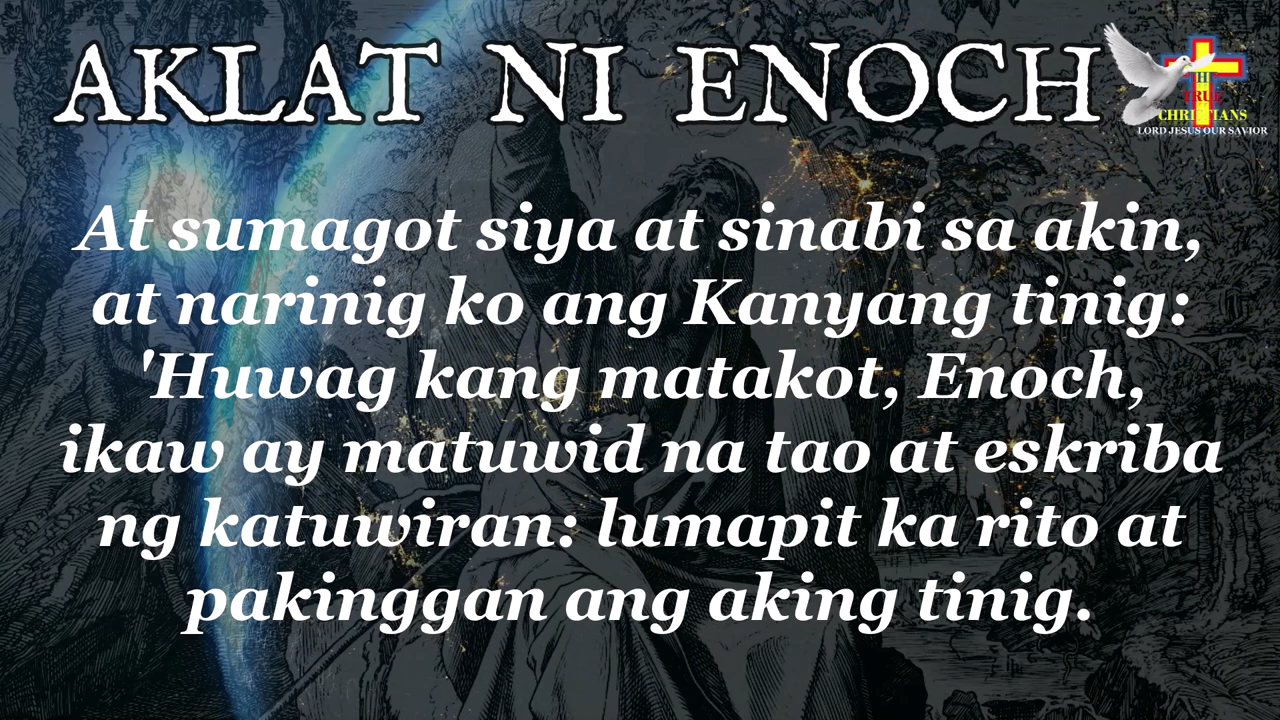 AKLAT NI ENOCH
TRUE
CHRISTIANS
LORD JESUS OUR SAVIOR
At sumagot siya at sinabi sa akin,
at narinig ko ang Kanyang tinig:
'Huwag kang matakot, Enoch,
ikaw ay matuwid na tao at eskriba
ng katuwiran: lumapit ka rito at
pakinggan ang aking tinig.